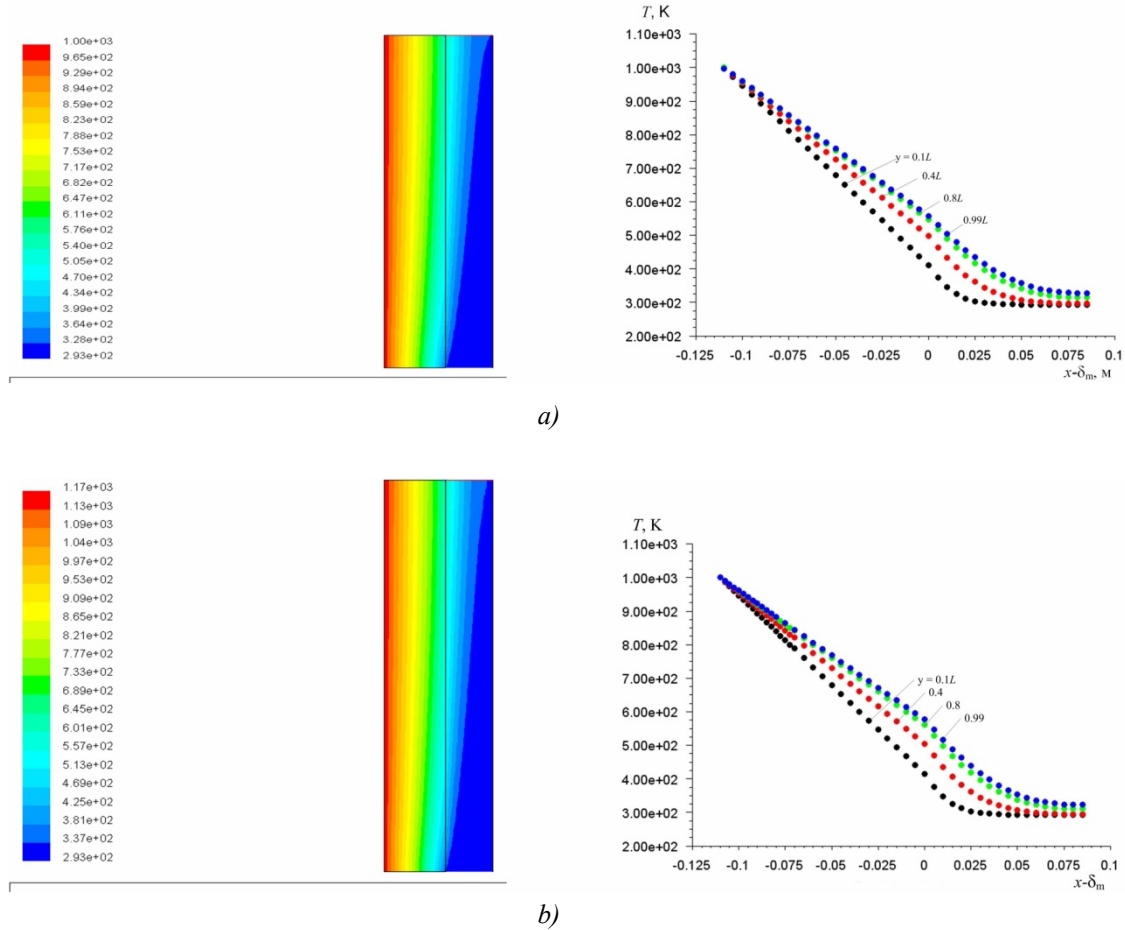 1.00e+03
9.65e+02
9.29e+02
8.94e+02
8.59e+02
8.23e+02
7.88e+02
7.53e+02
7.17e+02
6.82e+02
6.47e+02
6.11e+02
5.76e+02
5.40e+02
5.05e+02
4.70e+02
4.34e+02
3.99e+02
3.64e+02
3.28e+02
2.93e+02
T, K
1.10e+03
1.00e+03
9.00e+02
8.00e+02
7.00e+02
6.00e+02
5.00e+02
4.00e+02
3.00e+02
2.00e+02
y = 0.1L
0.4L
0.8L
0.99L
-0.125 -0.1 -0.075 -0.05 -0.025 0 0.025 0.05 0.075 0.1
x-δm, м
a)
1.17e+03
1.13e+03
1.09e+03
1.04e+03
9.97e+02
9.53e+02
9.09e+02
8.65e+02
8.21e+02
7.77e+02
7.33e+02
6.89e+02
6.45e+02
6.01e+02
5.57e+02
5.13e+02
4.69e+02
4.25e+02
3.81e+02
3.37e+02
2.93e+02
T, K
1.10e+03
1.00e+03
9.00e+02
8.00e+02
7.00e+02
6.00e+02
5.00e+02
4.00e+02
3.00e+02
2.00e+02
y = 0.1L
0.4
0.8
0.99
-0.125 -0.1 -0.075 -0.05 -0.025 0 0.025 0.05 0.075 0.1
x-δm
b)